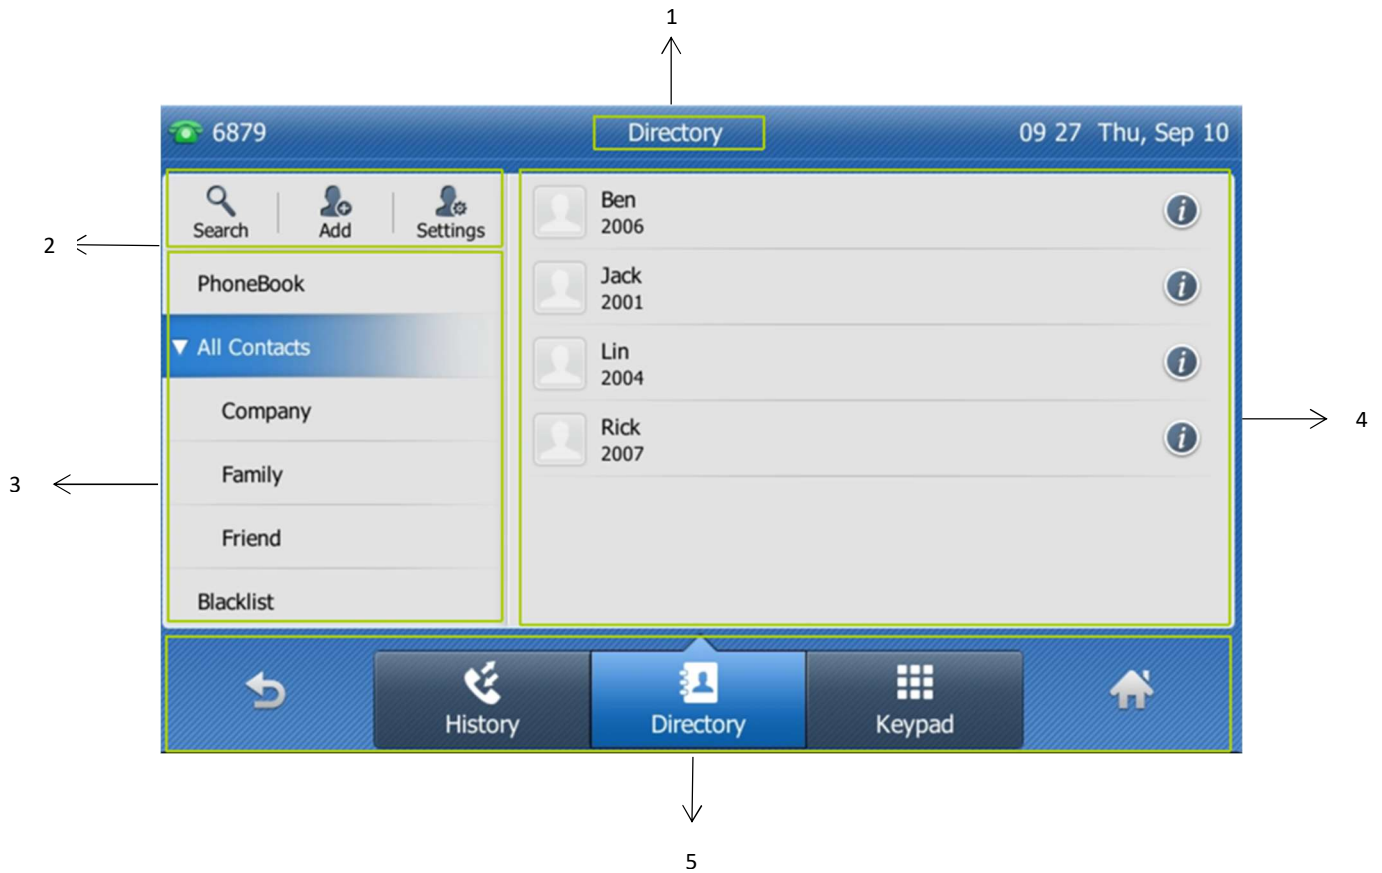 1
6879
Directory
09 27 Thu, Sep 10
Search
Add
Settings
2
PhoneBook
All Contacts
Company
Family
Friend
Blacklist
3
Ben
2006
Jack
2001
Lin
2004
Rick
2007
4
History
Directory
Keypad
5